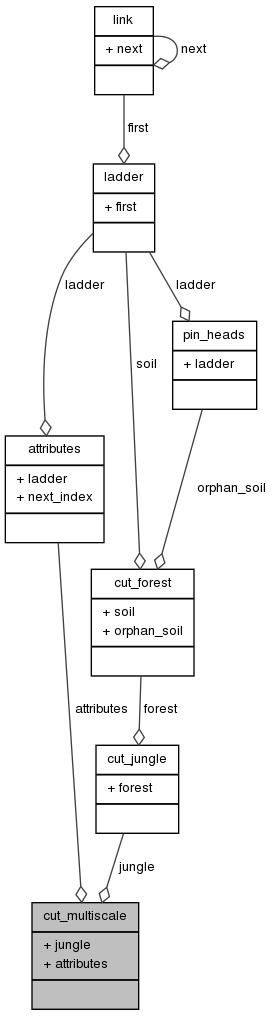 link
+ next
next
first
ladder
+ first
ladder
ladder
pin_heads
+ ladder
soil
attributes
+ ladder
+ next_index
orphan_soil
cut_forest
+ soil
+ orphan_soil
attributes
forest
cut_jungle
+ forest
jungle
cut_multiscale
+ jungle
+ attributes